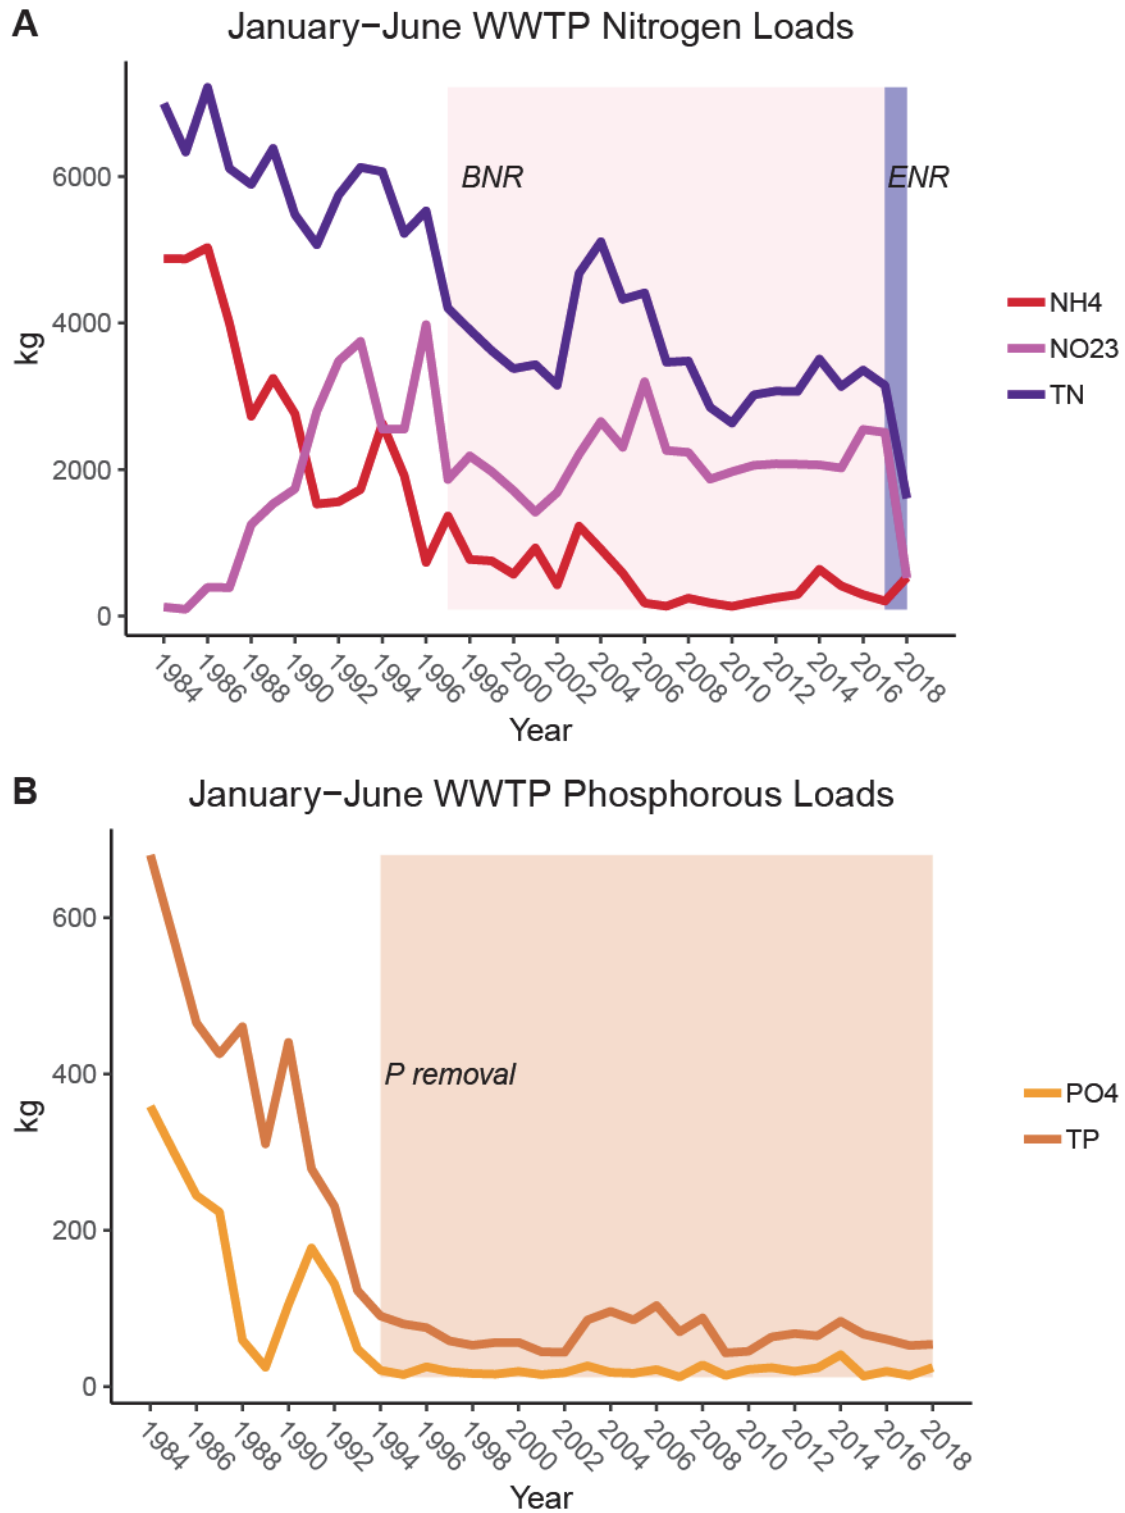 A
January−June WWTP Nitrogen Loads
6000
4000
2000
0
kg
BNR
ENR
NH4
NO23
TN
1984
1986
1988
1990
1992
1994
1996
1998
2000
2002
2004
2006
2008
2010
2012
2014
2016
2018
Year
B
January−June WWTP Phosphorous Loads
600
400
200
0
kg
P removal
PO4
TP
1984
1986
1988
1990
1992
1994
1996
1998
2000
2002
2004
2006
2008
2010
2012
2014
2016
2018
Year